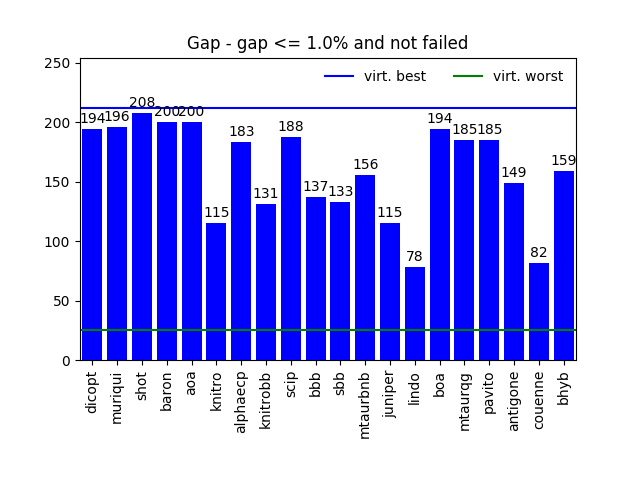 Gap - gap <= 1.0% and not failed
virt. best
virt. worst
250
200
150
100
50
0
194
196
208
200
200
115
183
131
188
137
133
156
115
78
194
185
185
149
82
159
dicopt
muriqui
shot
baron
aoa
knitro
alphaecp
knitrobb
scip
bbb
sbb
mtaurbnb
juniper
lindo
boa
mtaurqg
pavito
antigone
couenne
bhyb